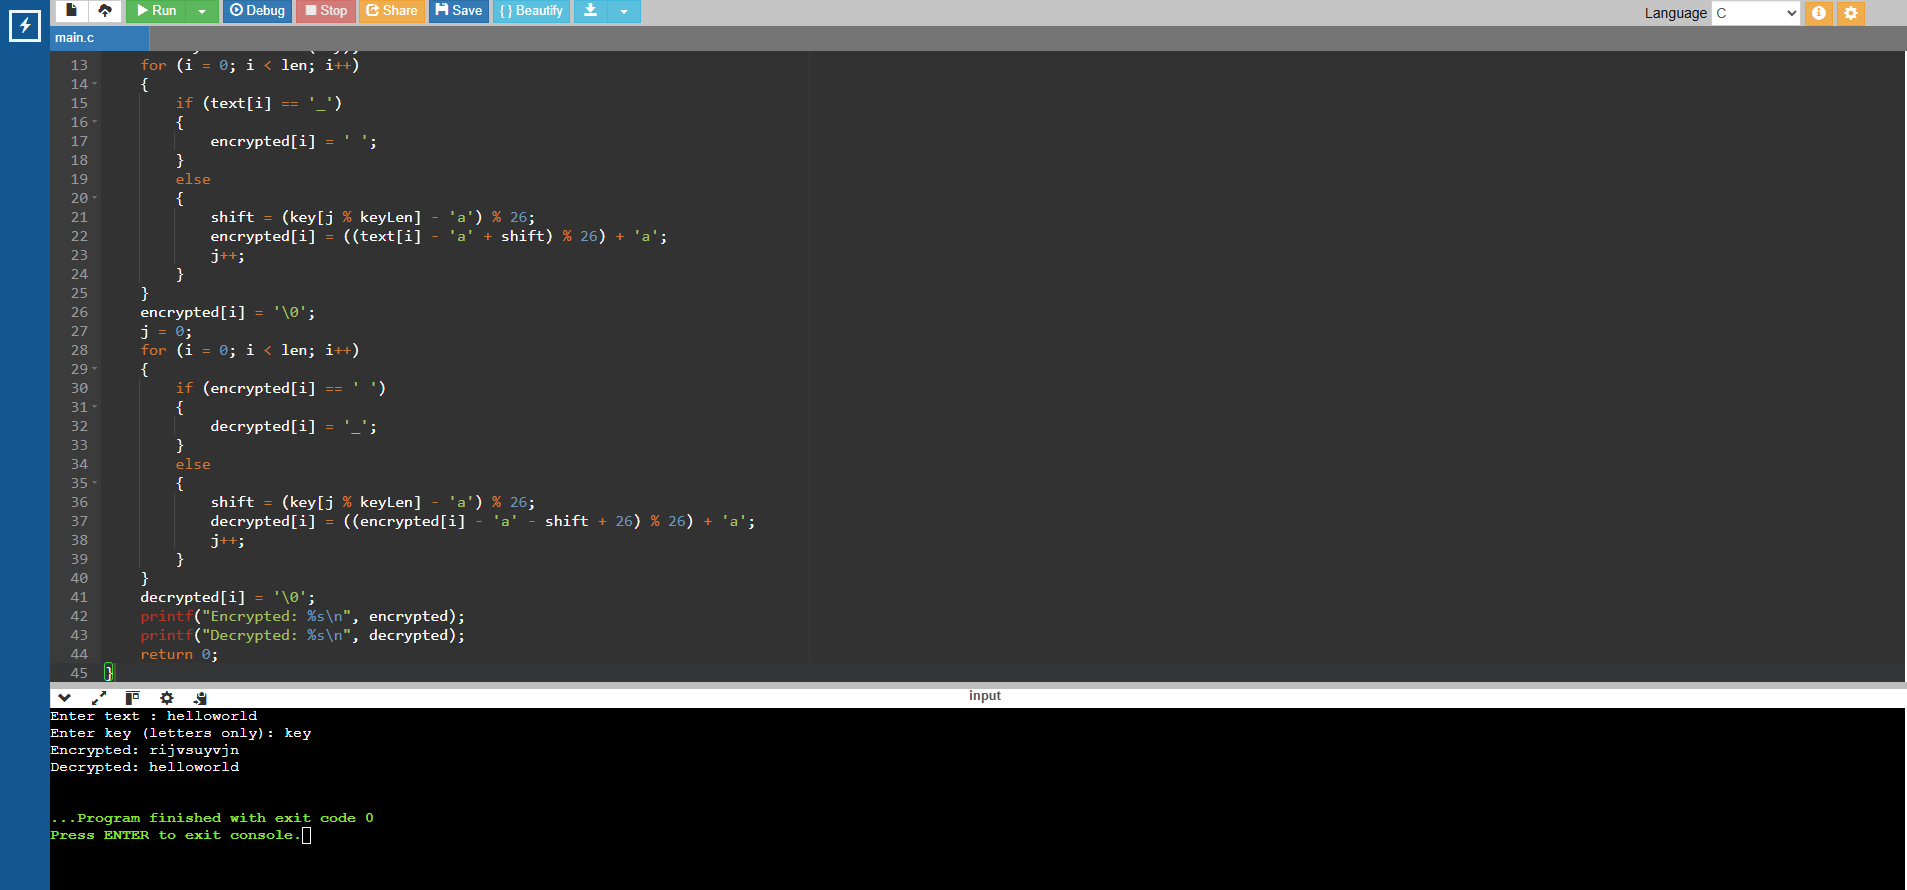 Run Debug Stop Share Save { } Beautify Language C
main.c
13 for (i = 0; i < len; i++)
14 {
15 if (text[i] == '_')
16 {
17 encrypted[i] = ' ';
18 }
19 else
20 {
21 shift = (key[j % keyLen] - 'a') % 26;
22 encrypted[i] = ((text[i] - 'a' + shift) % 26) + 'a';
23 j++;
24 }
25 }
26 encrypted[i] = '\0';
27 j = 0;
28 for (i = 0; i < len; i++)
29 {
30 if (encrypted[i] == ' ')
31 {
32 decrypted[i] = '_';
33 }
34 else
35 {
36 shift = (key[j % keyLen] - 'a') % 26;
37 decrypted[i] = ((encrypted[i] - 'a' - shift + 26) % 26) + 'a';
38 j++;
39 }
40 }
41 decrypted[i] = '\0';
42 printf("Encrypted: %s\n", encrypted);
43 printf("Decrypted: %s\n", decrypted);
44 return 0;
45 }
input
Enter text : helloworld
Enter key (letters only): key
Encrypted: rijvsuyvjn
Decrypted: helloworld
...Program finished with exit code 0
Press ENTER to exit console.